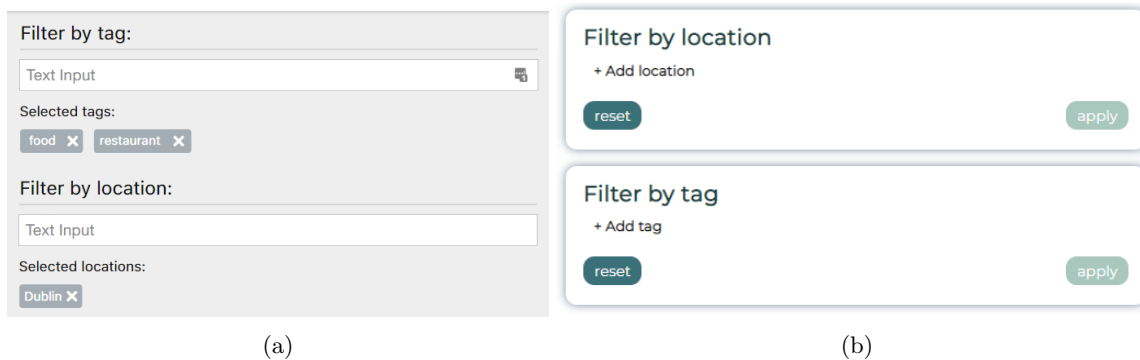 Filter by tag:
Text Input
Selected tags:
food
restaurant
Filter by location:
Text Input
Selected locations:
Dublin
(a)
Filter by location
+ Add location
reset
apply
Filter by tag
+ Add tag
reset
apply
(b)